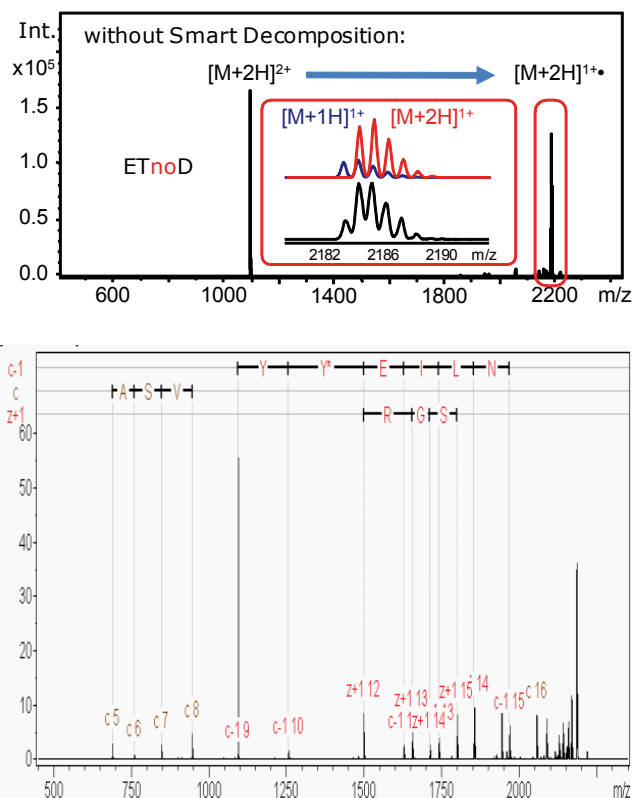 Int. without Smart Decomposition:
x10⁵ [M+2H]²⁺ [M+2H]¹⁺•
1.5
[M+1H]¹⁺ [M+2H]¹⁺
1.0
ETnoD
0.5
2182 2186 2190 m/z
0.0
600 1000 1400 1800 2200 m/z
c-1 Y Y* E I L N
c A S V
z+1 R G S
60
50
40
30
20
10
0
z+1 12 z+1 13 z+1 15 14
c 5 c 6 c 7 c 8 c-1 9 c-1 10 z+1 14 c-1 15 c 16
500 750 1000 1250 1500 1750 2000 m/z